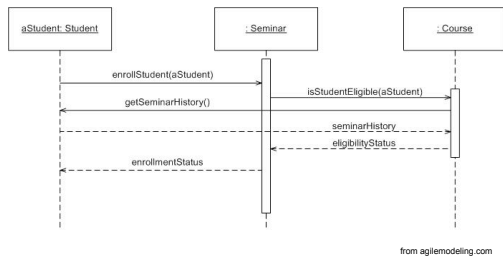 aStudent: Student
: Seminar
: Course
enrollStudent(aStudent)
isStudentEligible(aStudent)
getSeminarHistory()
seminarHistory
eligibilityStatus
enrollmentStatus
from agilemodeling.com